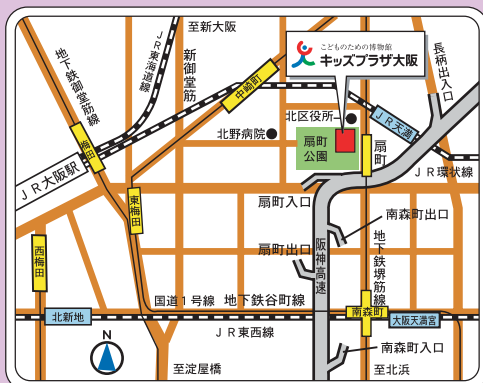 至新大阪
こどものための博物館
キッズプラザ大阪
地下鉄御堂筋線
JR東海道線
新御堂筋
中崎町
長柄出入口
北区役所
JR天満
北野病院
扇町
公園
扇町
梅田
JR大阪駅
JR環状線
扇町入口
東梅田
南森町出口
扇町出口
阪神高速
地下鉄堺筋線
西梅田
国道1号線
地下鉄谷町線
北新地
南森町
大阪天満宮
JR東西線
N
南森町入口
至淀屋橋
至北浜